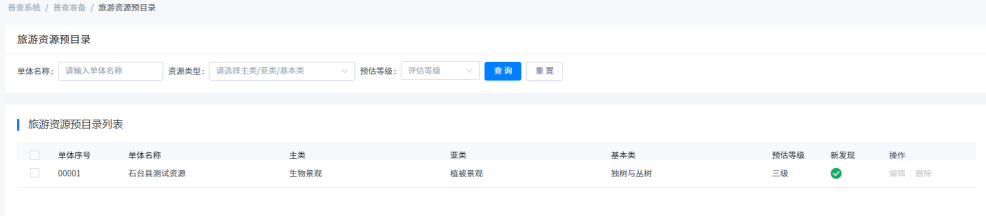 普查系统 / 普查准备 / 旅游资源预目录
旅游资源预目录
单体名称: 请输入单体名称 资源类型: 请选择主类/亚类/基本类 预估等级: 评估等级 查询 重置
旅游资源预目录列表
单体序号 单体名称 主类 亚类 基本类 预估等级 新发现 操作
00001 石台县测试资源 生物景观 植被景观 独树与丛树 三级 编辑 删除